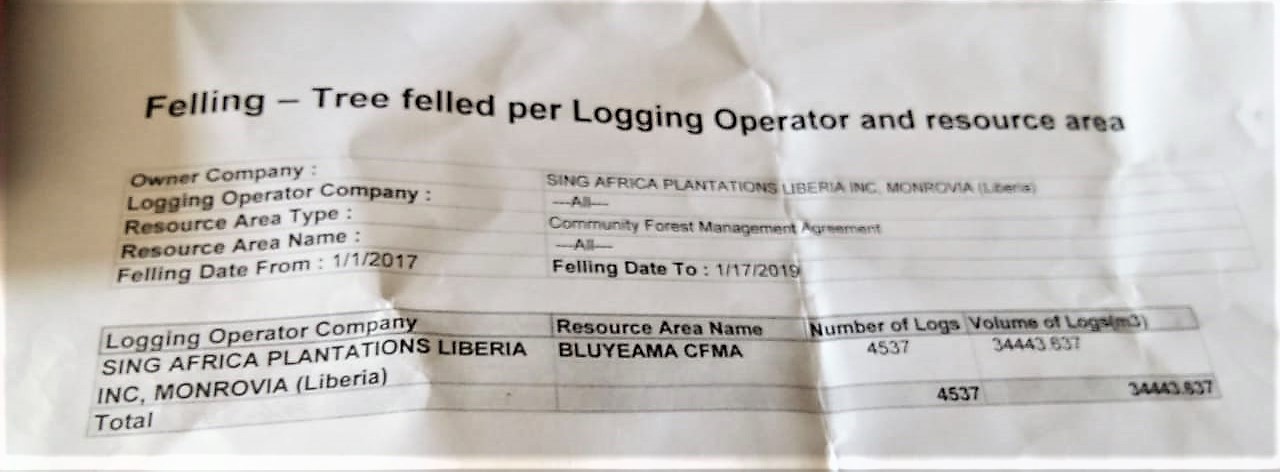 Felling – Tree felled per Logging Operator and resource area
Owner Company : SING AFRICA PLANTATIONS LIBERIA INC, MONROVIA (Liberia)
Logging Operator Company : ---All---
Resource Area Type : Community Forest Management Agreement
Resource Area Name : ---All---
Felling Date From : 1/1/2017 Felling Date To : 1/17/2019
Logging Operator Company Resource Area Name Number of Logs Volume of Logs(m3)
SING AFRICA PLANTATIONS LIBERIA BLUYEAMA CFMA 4537 34443.637
INC, MONROVIA (Liberia)
Total 4537 34443.637